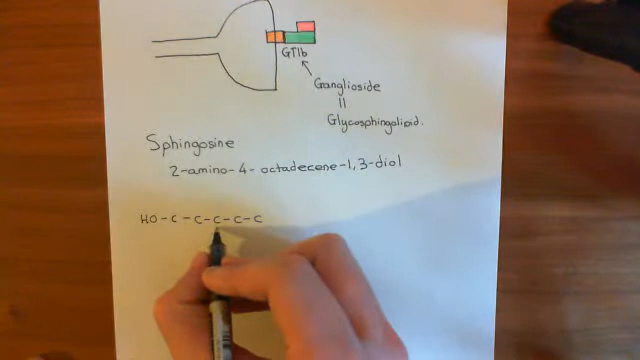 GT1b
Ganglioside
=
Glycosphingolipid.
Sphingosine
2-amino-4-octadecene-1,3-diol
HO-C-C-C-C-C